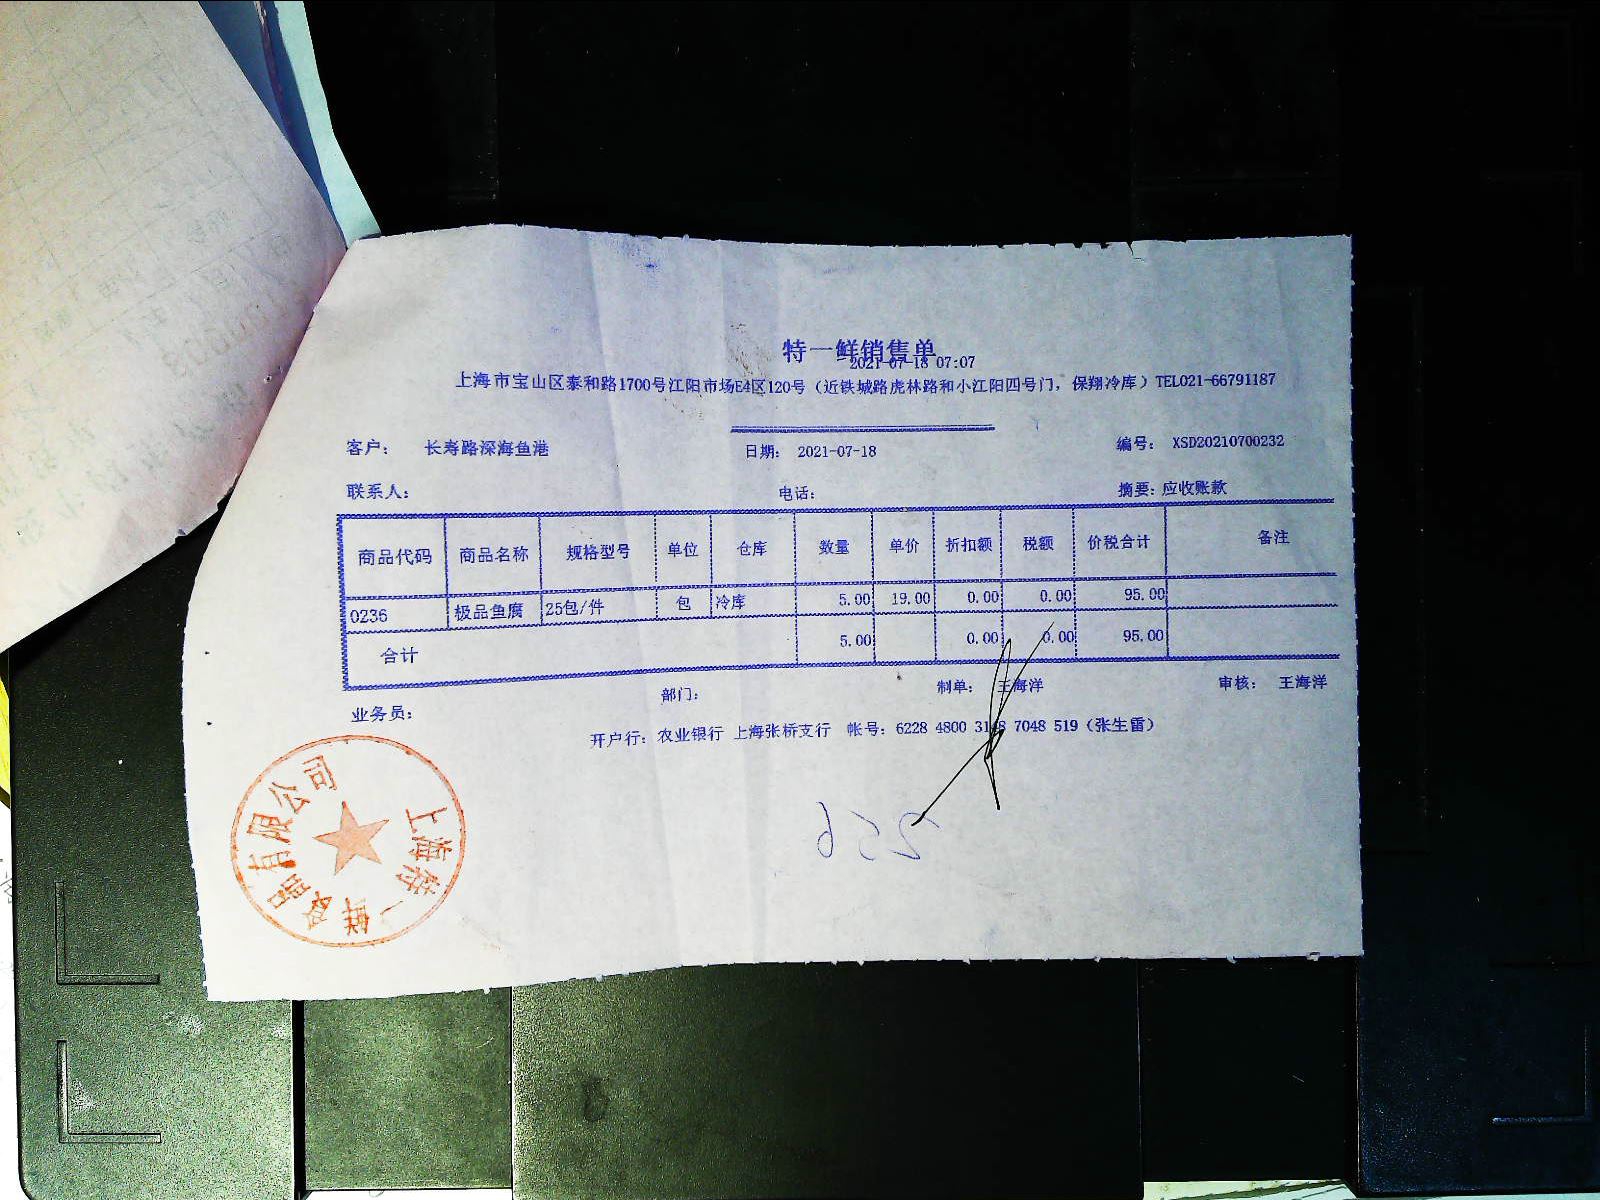 特一鲜销售单
2021-07-18 07:07
上海市宝山区泰和路1700号江阳市场E4区120号（近铁城路虎林路和小江阳四号门，保翔冷库）TEL021-66791187
客户： 长寿路深海鱼港 日期： 2021-07-18 编号： XSD20210700232
联系人： 电话： 摘要：应收账款
商品代码 商品名称 规格型号 单位 仓库 数量 单价 折扣额 税额 价税合计 备注
0236 极品鱼腐 25包/件 包 冷库 5.00 19.00 0.00 0.00 95.00
合计 5.00 0.00 0.00 95.00
业务员： 部门： 制单： 王海洋 审核： 王海洋
开户行：农业银行 上海张桥支行 帐号：6228 4800 3148 7048 519（张生雷）
上海特一鲜食品有限公司